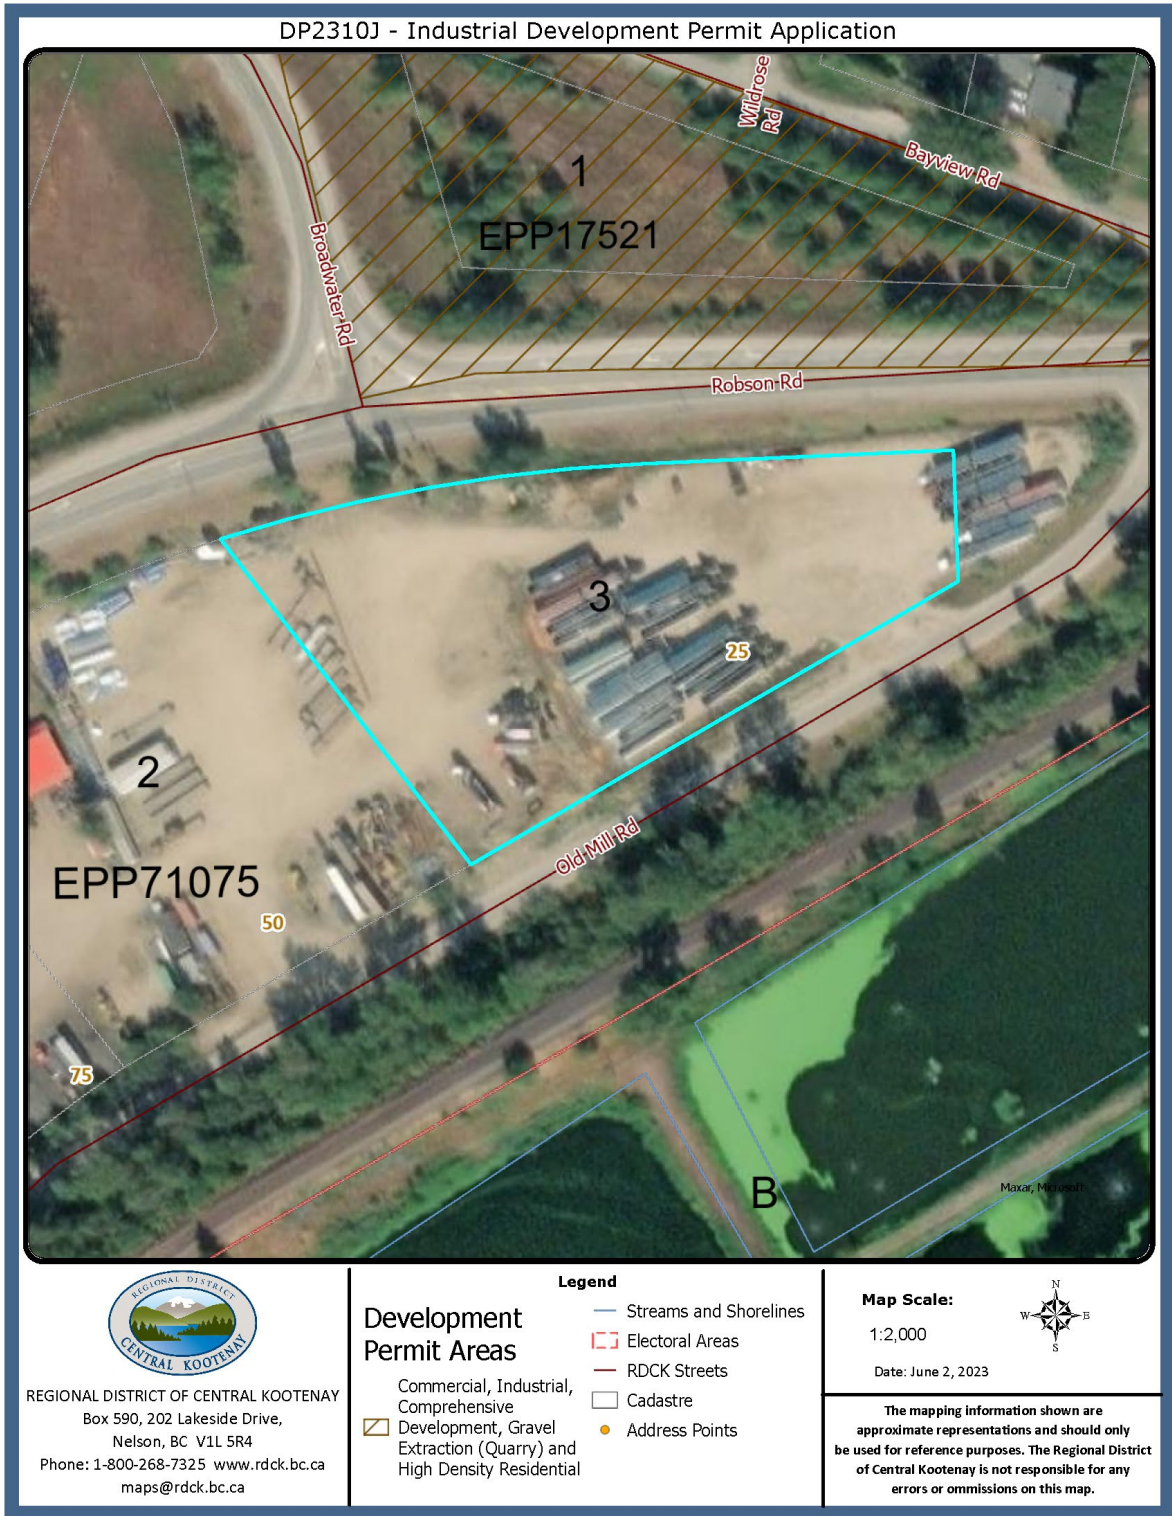 DP2310J - Industrial Development Permit Application
Wildrose
Rd
Bayview Rd
1
EPP17521
Broadwater Rd
Robson Rd
3
25
2
Old Mill Rd
EPP71075
50
75
B
Maxar, Microsoft
REGIONAL DISTRICT
CENTRAL KOOTENAY
REGIONAL DISTRICT OF CENTRAL KOOTENAY
Box 590, 202 Lakeside Drive,
Nelson, BC V1L 5R4
Phone: 1-800-268-7325 www.rdck.bc.ca
maps@rdck.bc.ca
Legend
Development
Permit Areas
Commercial, Industrial,
Comprehensive
Development, Gravel
Extraction (Quarry) and
High Density Residential
Streams and Shorelines
Electoral Areas
RDCK Streets
Cadastre
Address Points
Map Scale:
1:2,000
N
W E
S
Date: June 2, 2023
The mapping information shown are
approximate representations and should only
be used for reference purposes. The Regional District
of Central Kootenay is not responsible for any
errors or ommissions on this map.